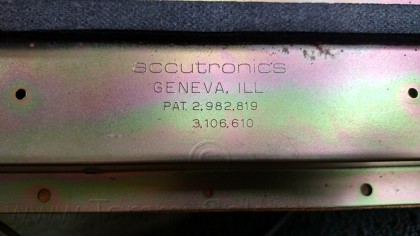 accutronics
GENEVA, ILL
PAT. 2,982,819
3,106,610
©